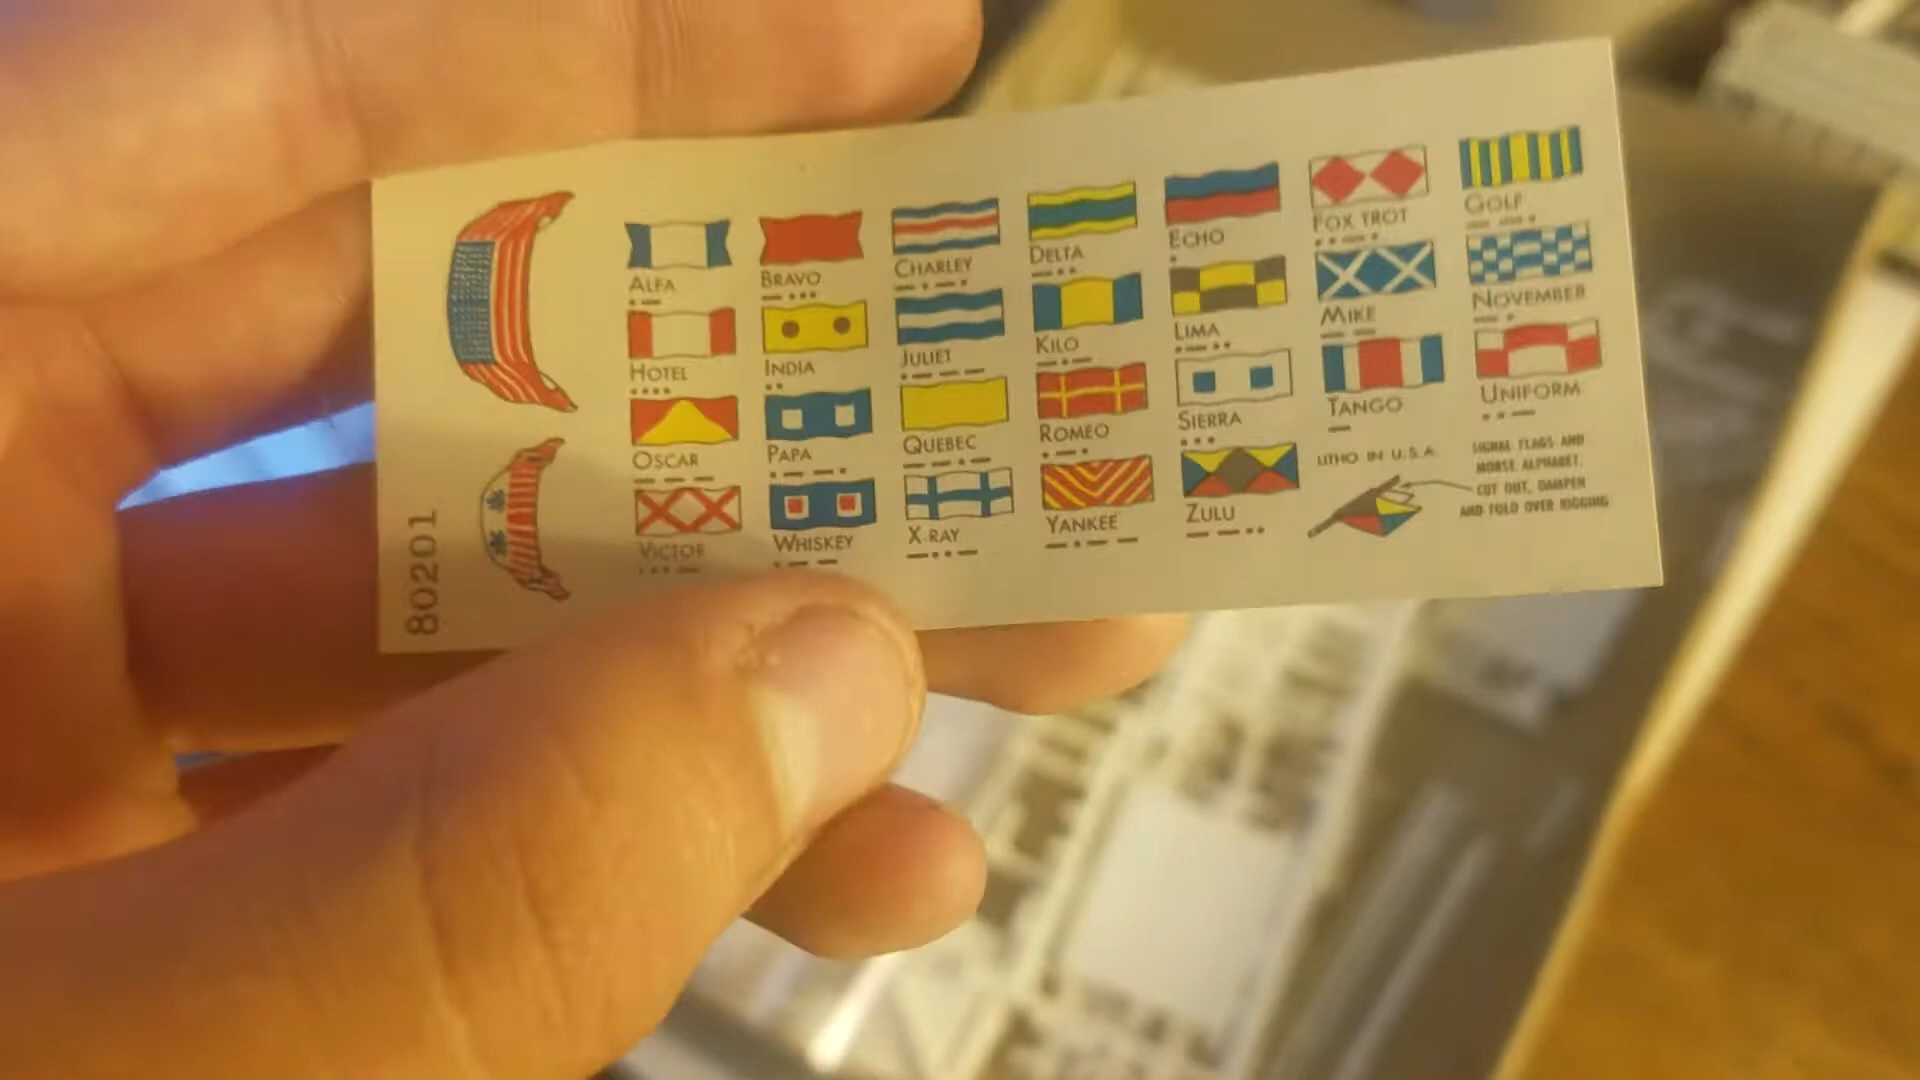 ALFA
BRAVO
CHARLEY
DELTA
ECHO
FOX TROT
GOLF
HOTEL
INDIA
JULIET
KILO
LIMA
MIKE
NOVEMBER
OSCAR
PAPA
QUEBEC
ROMEO
SIERRA
TANGO
UNIFORM
VICTOR
WHISKEY
X-RAY
YANKEE
ZULU
LITHO IN U.S.A.
SIGNAL FLAGS AND
MORSE ALPHABET.
CUT OUT, DAMPEN
AND FOLD OVER RIGGING
80201